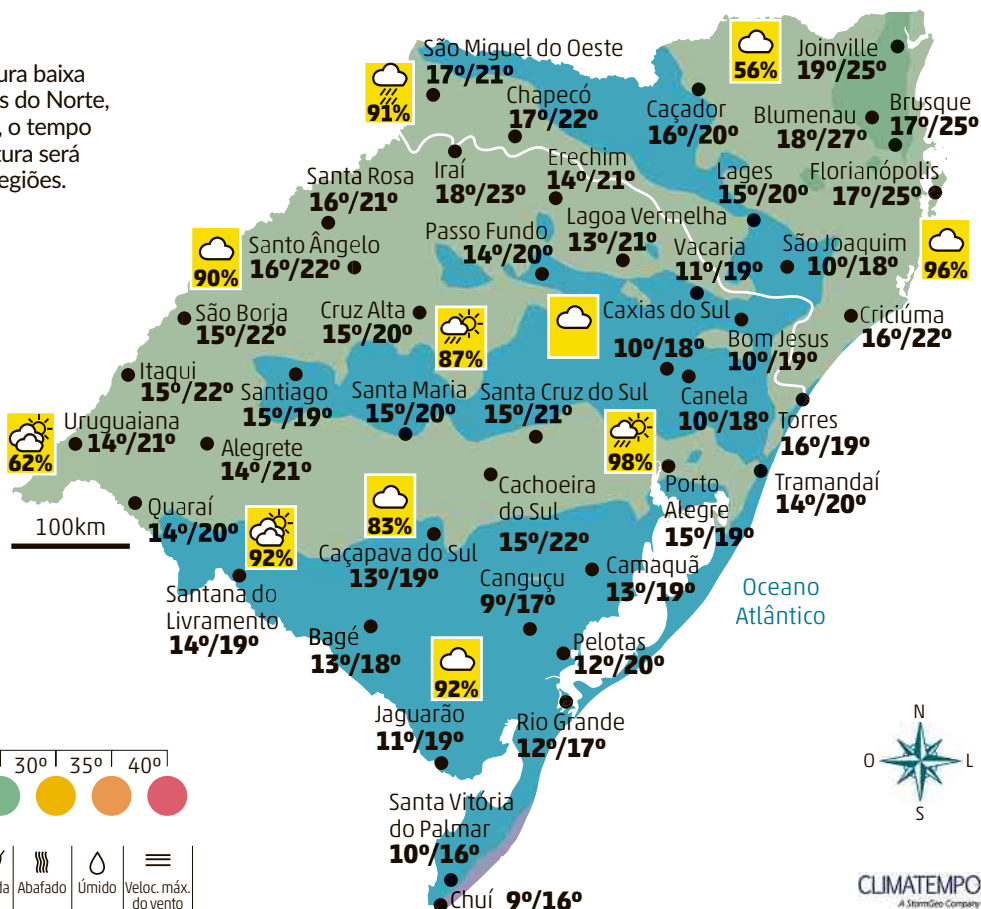 ura baixa
s do Norte,
, o tempo
tura será
egiões.
São Miguel do Oeste
17º/21º
91%
Chapecó
17º/22º
56%
Joinville
19º/25º
Caçador
16º/20º
Blumenau
18º/27º
Brusque
17º/25º
Santa Rosa
16º/21º
Iraí
18º/23º
Erechim
14º/21º
Lages
15º/20º
Florianópolis
17º/25º
90%
Santo Ângelo
16º/22º
Passo Fundo
14º/20º
Lagoa Vermelha
13º/21º
Vacaria
11º/19º
São Joaquim
10º/18º
96%
São Borja
15º/22º
Cruz Alta
15º/20º
87%
Caxias do Sul
10º/18º
Bom Jesus
10º/19º
Criciúma
16º/22º
Itaqui
15º/22º
Santiago
15º/19º
Santa Maria
15º/20º
Santa Cruz do Sul
15º/21º
Canela
10º/18º
Torres
16º/19º
62%
Uruguaiana
14º/21º
Alegrete
14º/21º
98%
Cachoeira
do Sul
15º/22º
Porto
Alegre
15º/19º
Tramandaí
14º/20º
Quaraí
14º/20º
100km
92%
83%
Caçapava do Sul
13º/19º
Canguçu
9º/17º
Camaquã
13º/19º
Oceano
Atlântico
Santana do
Livramento
14º/19º
Bagé
13º/18º
Pelotas
12º/20º
92%
Jaguarão
11º/19º
Rio Grande
12º/17º
N
O
L
S
30º 35º 40º
Santa Vitória
do Palmar
10º/16º
da
Abafado
Úmido
Veloc. máx.
do vento
Chuí 9º/16º
CLIMATEMPO
A StormGeo Company